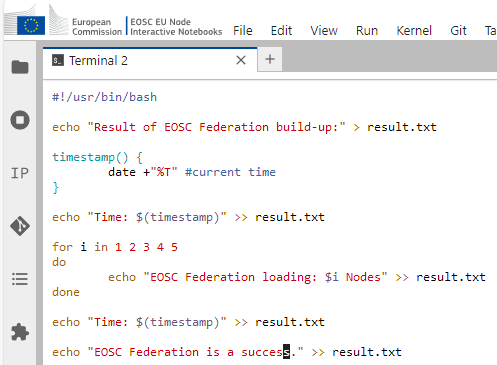 European
Commission
EOSC EU Node
Interactive Notebooks
File Edit View Run Kernel Git
Terminal 2
#!/usr/bin/bash
echo "Result of EOSC Federation build-up:" > result.txt
timestamp() {
date +"%T" #current time
}
echo "Time: $(timestamp)" >> result.txt
for i in 1 2 3 4 5
do
echo "EOSC Federation loading: $i Nodes" >> result.txt
done
echo "Time: $(timestamp)" >> result.txt
echo "EOSC Federation is a success." >> result.txt